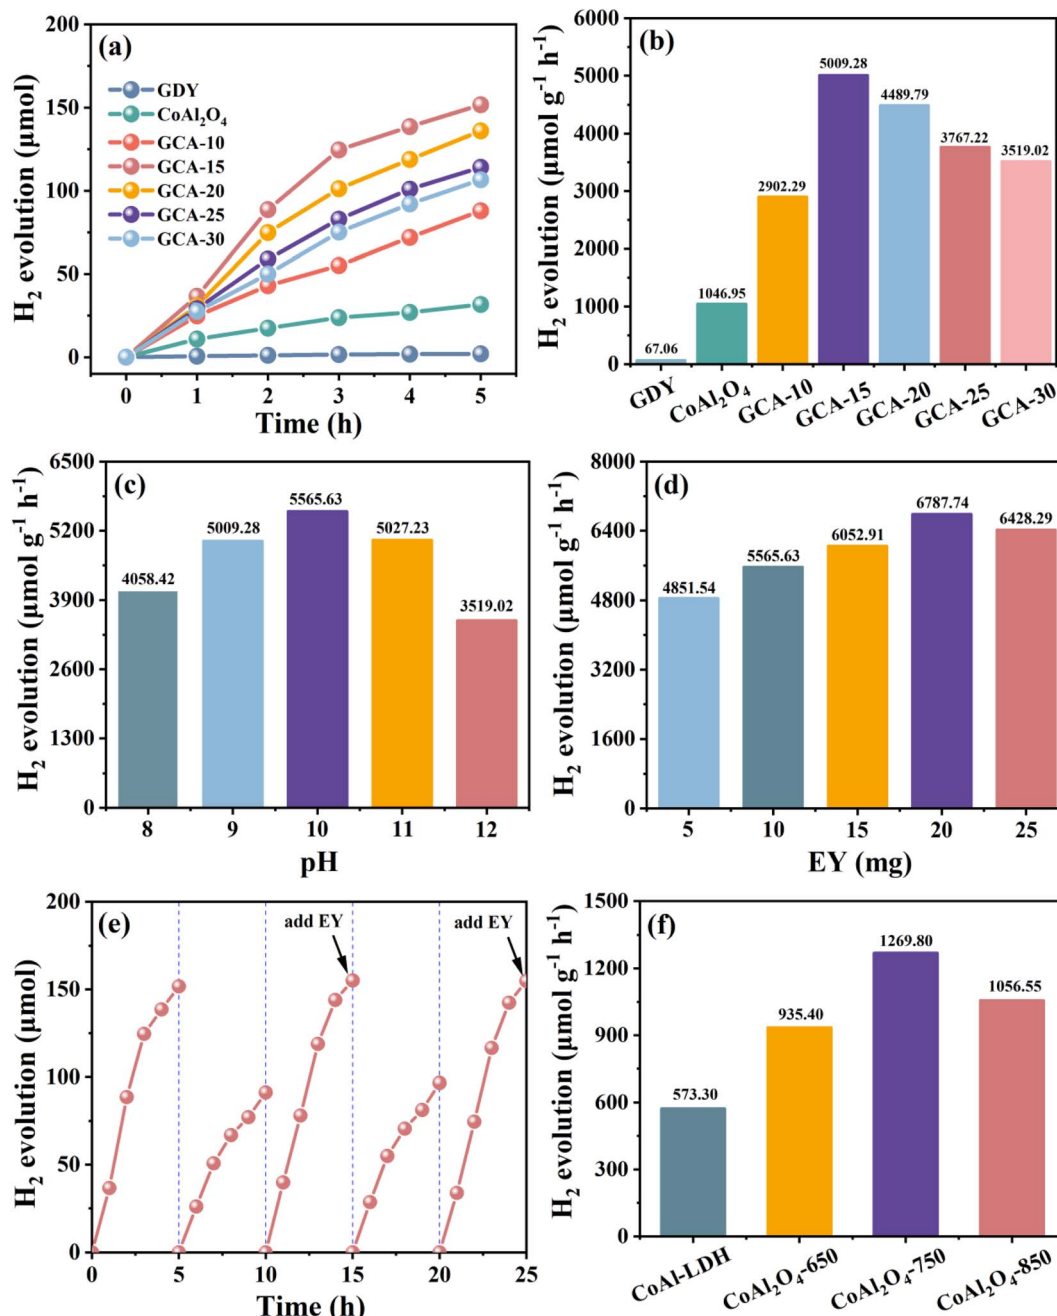 (a)
H₂ evolution (μmol)
200
150
100
50
0
GDY
CoAl₂O₄
GCA-10
GCA-15
GCA-20
GCA-25
GCA-30
0 1 2 3 4 5
Time (h)
(b)
H₂ evolution (μmol g⁻¹ h⁻¹)
6000
5000
4000
3000
2000
1000
0
67.06
1046.95
2902.29
5009.28
4489.79
3767.22
3519.02
GDY
CoAl₂O₄
GCA-10
GCA-15
GCA-20
GCA-25
GCA-30
(c)
H₂ evolution (μmol g⁻¹ h⁻¹)
6500
5200
3900
2600
1300
0
4058.42
5009.28
5565.63
5027.23
3519.02
8 9 10 11 12
pH
(d)
H₂ evolution (μmol g⁻¹ h⁻¹)
8000
6400
4800
3200
1600
0
4851.54
5565.63
6052.91
6787.74
6428.29
5 10 15 20 25
EY (mg)
(e)
H₂ evolution (μmol)
200
150
100
50
0
add EY
add EY
0 5 10 15 20 25
Time (h)
(f)
H₂ evolution (μmol g⁻¹ h⁻¹)
1500
1200
900
600
300
0
573.30
935.40
1269.80
1056.55
CoAl-LDH
CoAl₂O₄-650
CoAl₂O₄-750
CoAl₂O₄-850